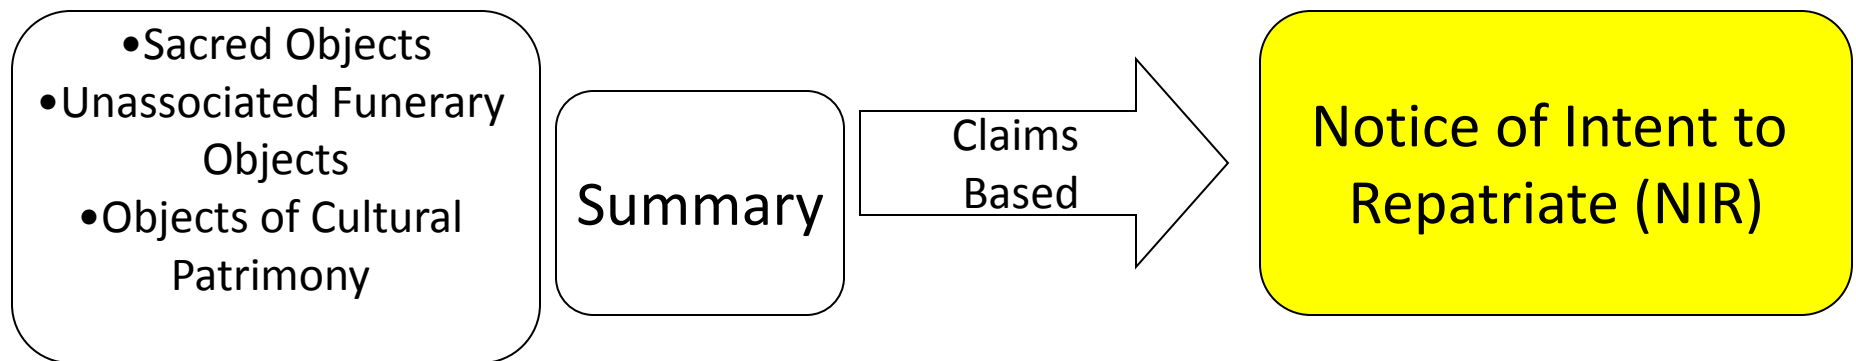 •Sacred Objects
•Unassociated Funerary
Objects
•Objects of Cultural
Patrimony
Summary
Claims
Based
Notice of Intent to
Repatriate (NIR)